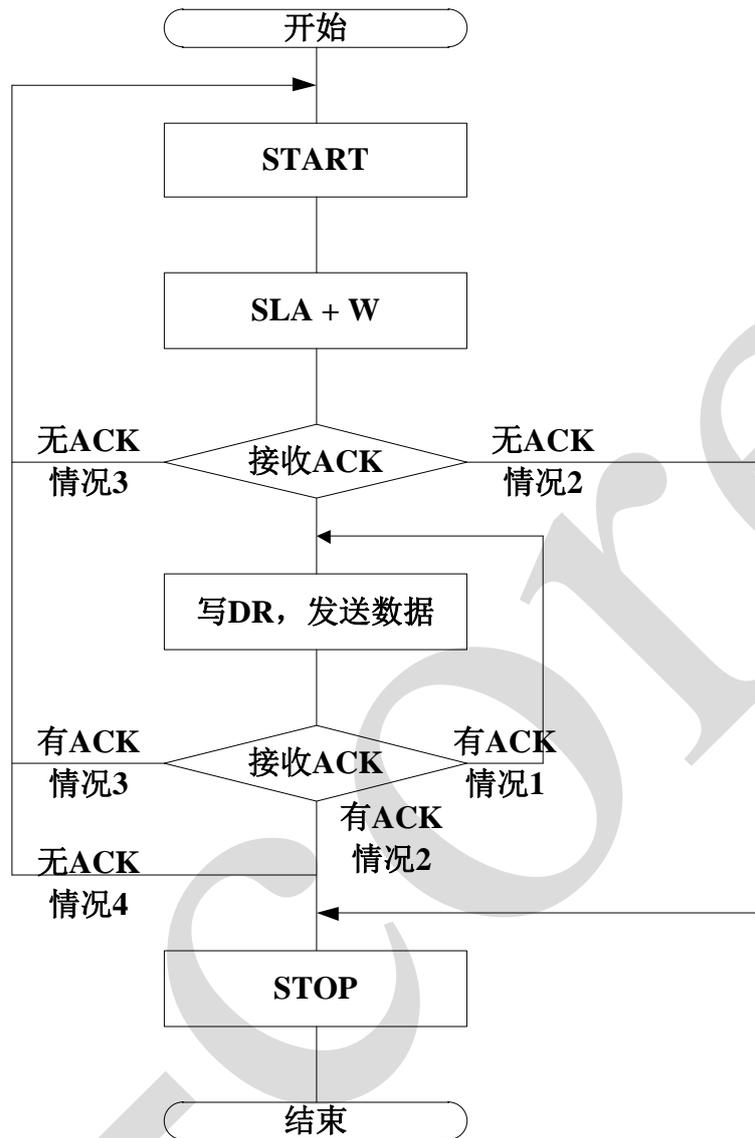 开始
START
SLA + W
无ACK
情况3
接收ACK
无ACK
情况2
写DR，发送数据
有ACK
情况3
接收ACK
有ACK
情况1
有ACK
情况2
无ACK
情况4
STOP
结束
core